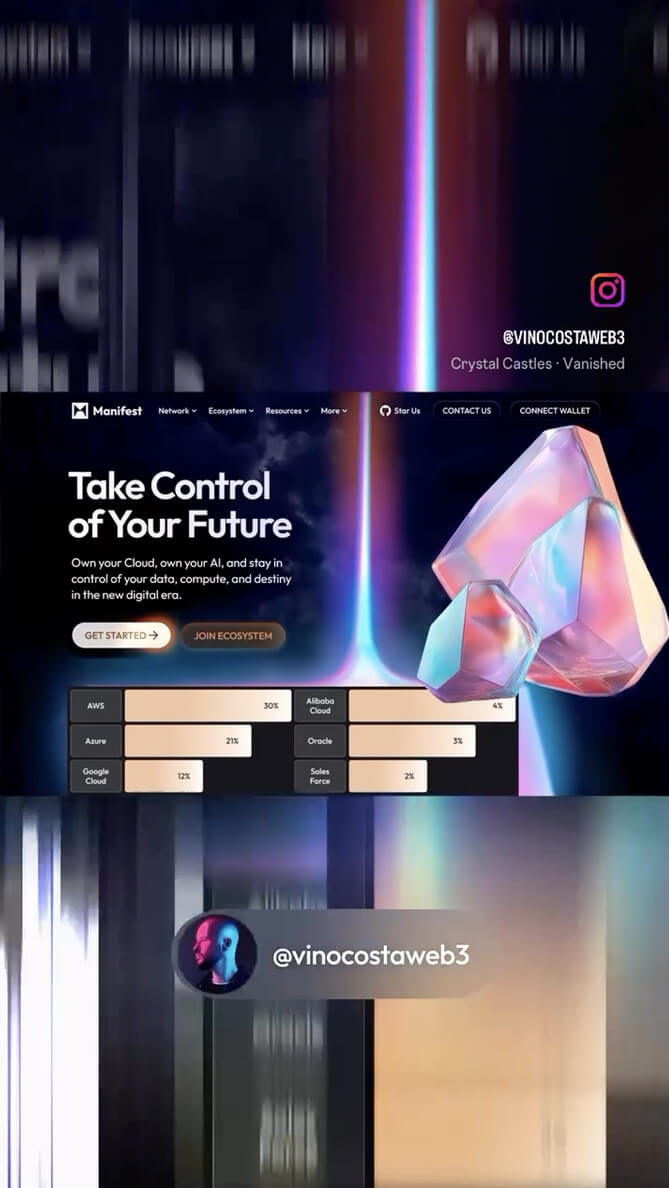 @VINOCOSTAWEB3
Crystal Castles · Vanished
Manifest
Network
Ecosystem
Resources
More
Star Us
CONTACT US
CONNECT WALLET
Take Control
of Your Future
Own your Cloud, own your AI, and stay in
control of your data, compute, and destiny
in the new digital era.
GET STARTED →
JOIN ECOSYSTEM
AWS
30%
Alibaba
Cloud
4%
Azure
21%
Oracle
3%
Google
Cloud
12%
Sales
Force
2%
@vinocostaweb3